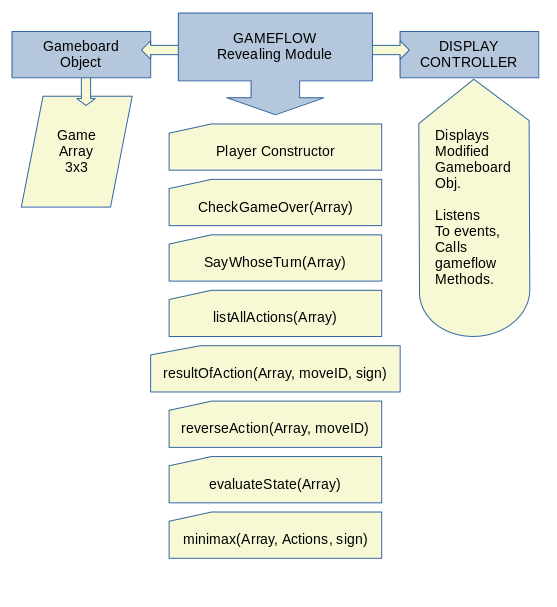 Gameboard
Object
GAMEFLOW
Revealing Module
DISPLAY
CONTROLLER
Game
Array
3x3
Player Constructor
CheckGameOver(Array)
SayWhoseTurn(Array)
listAllActions(Array)
resultOfAction(Array, moveID, sign)
reverseAction(Array, moveID)
evaluateState(Array)
minimax(Array, Actions, sign)
Displays
Modified
Gameboard
Obj.
Listens
To events,
Calls
gameflow
Methods.